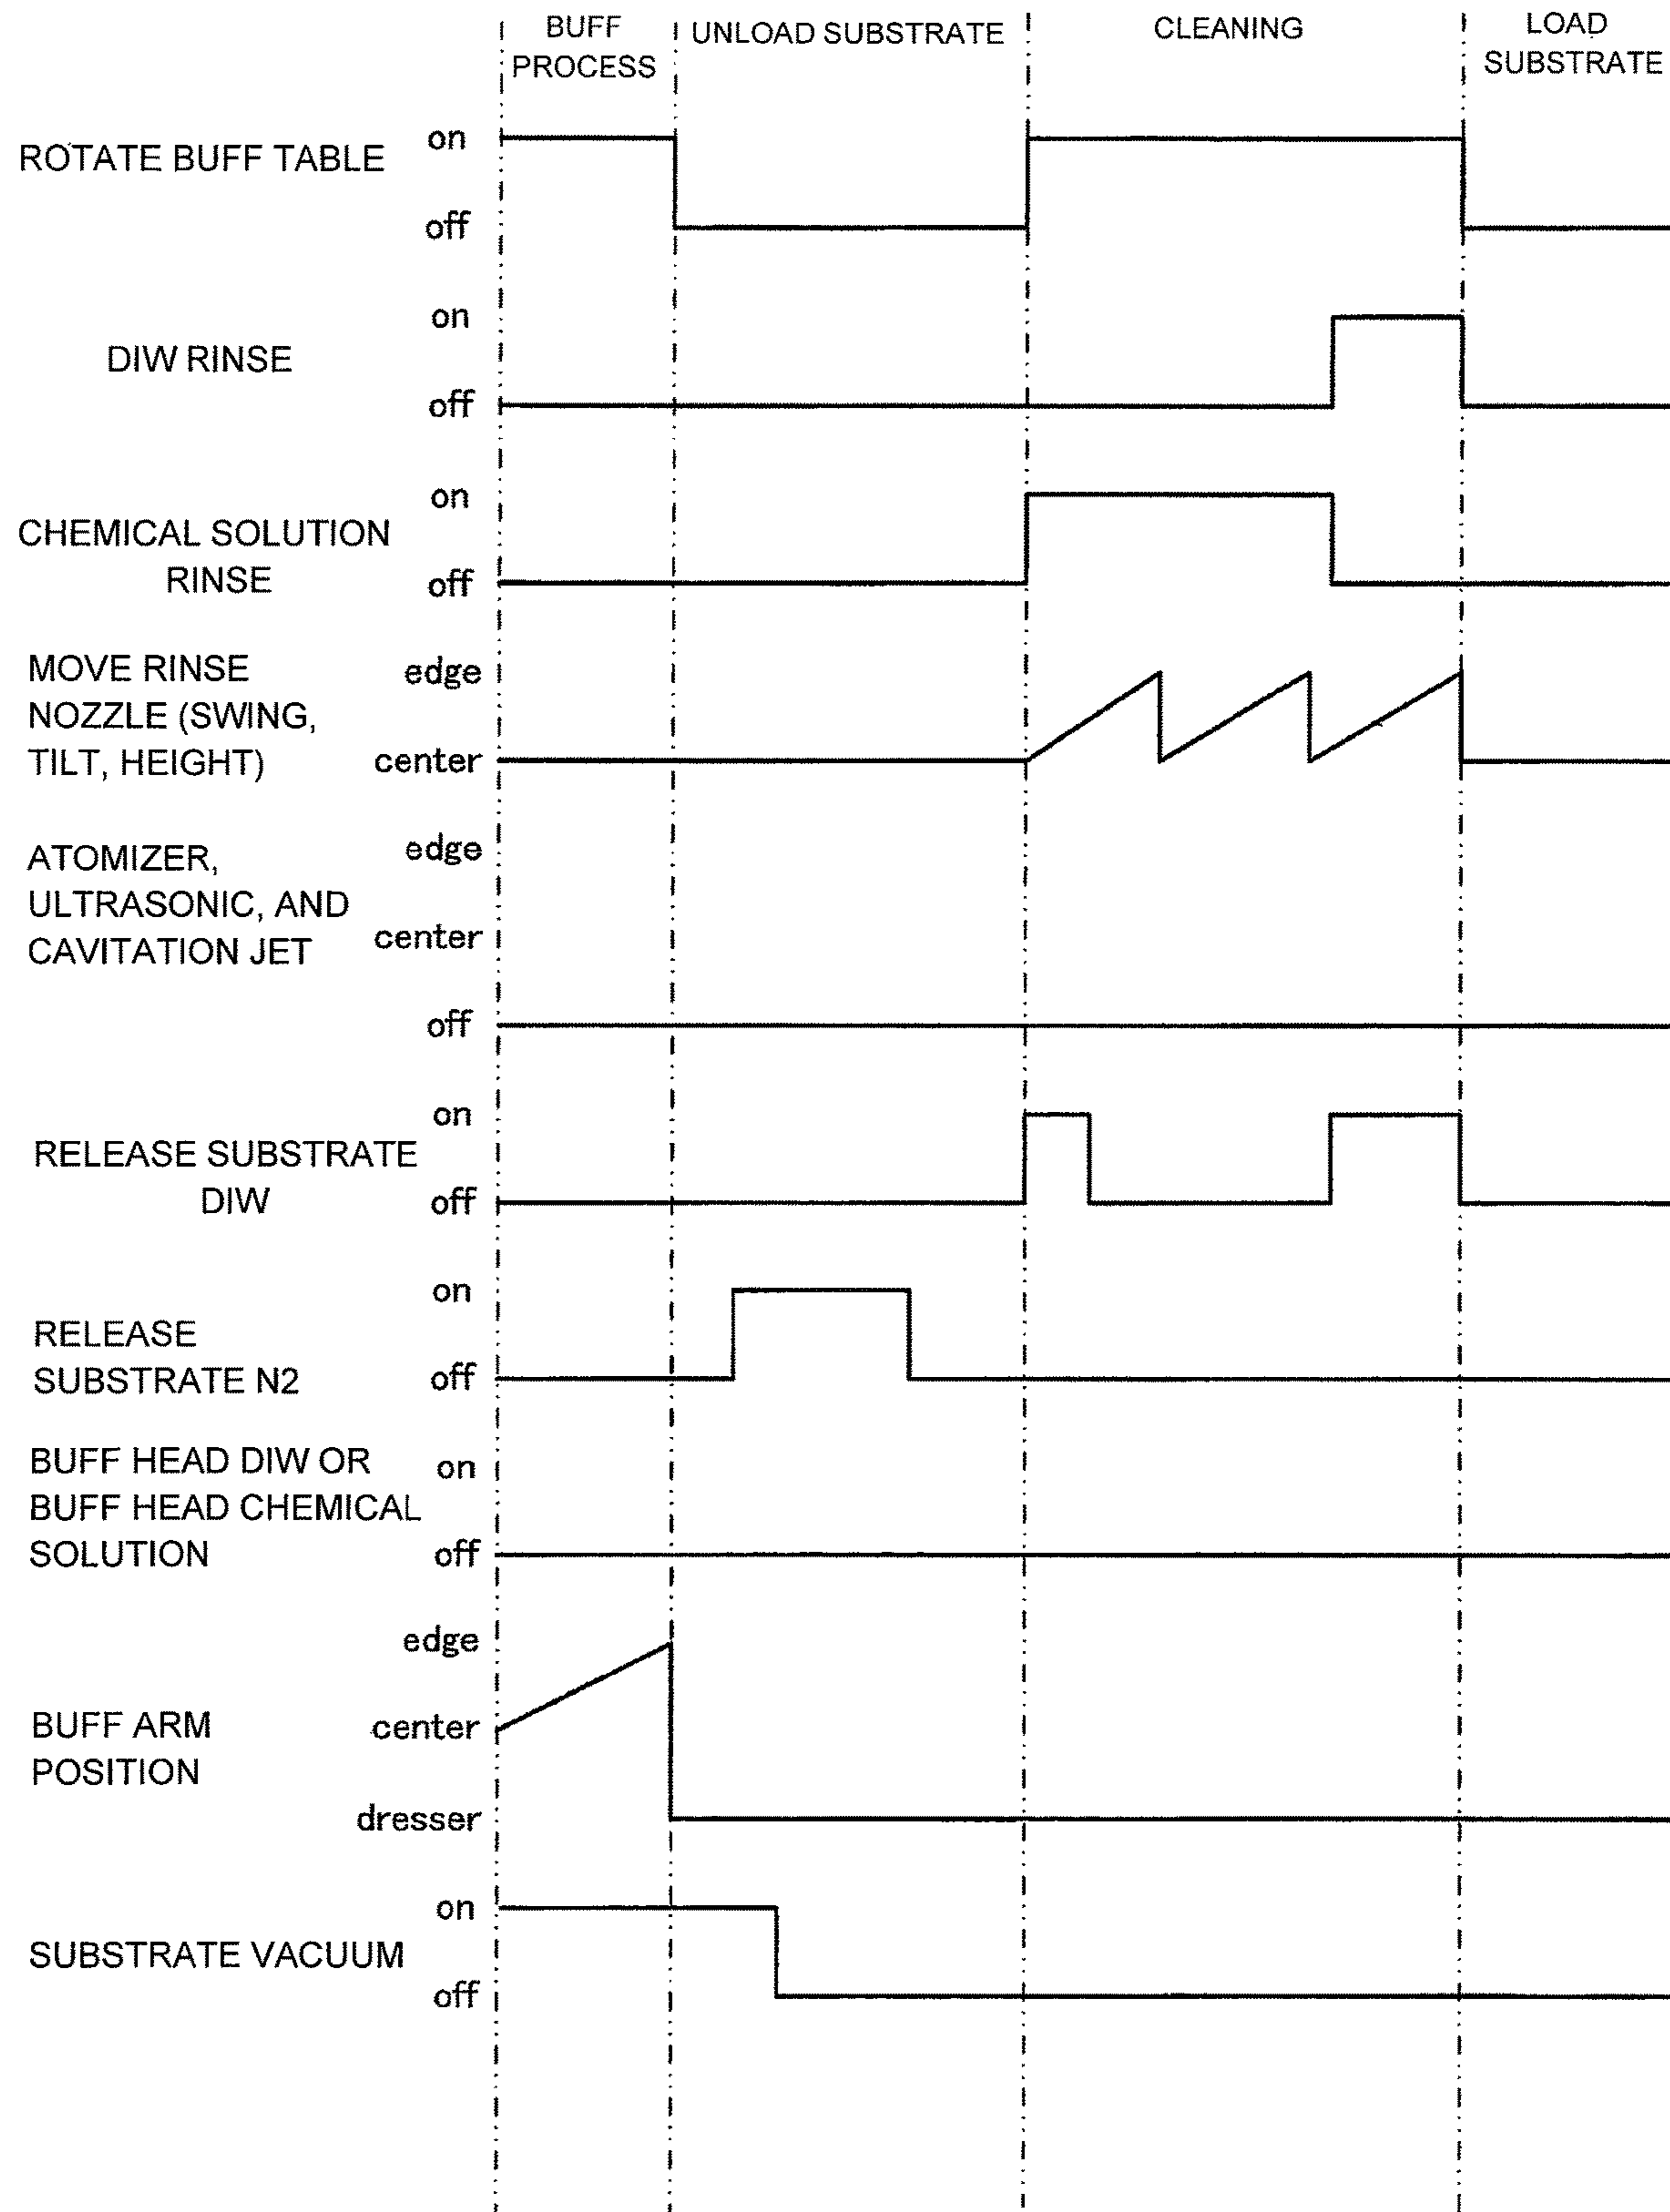 BUFF
PROCESS
UNLOAD SUBSTRATE
CLEANING
LOAD
SUBSTRATE
ROTATE BUFF TABLE
on
off
DIW RINSE
on
off
CHEMICAL SOLUTION
RINSE
on
off
MOVE RINSE
NOZZLE (SWING,
TILT, HEIGHT)
edge
center
ATOMIZER,
ULTRASONIC, AND
CAVITATION JET
edge
center
off
RELEASE SUBSTRATE
DIW
on
off
RELEASE
SUBSTRATE N2
on
off
BUFF HEAD DIW OR
BUFF HEAD CHEMICAL
SOLUTION
on
off
BUFF ARM
POSITION
edge
center
dresser
SUBSTRATE VACUUM
on
off